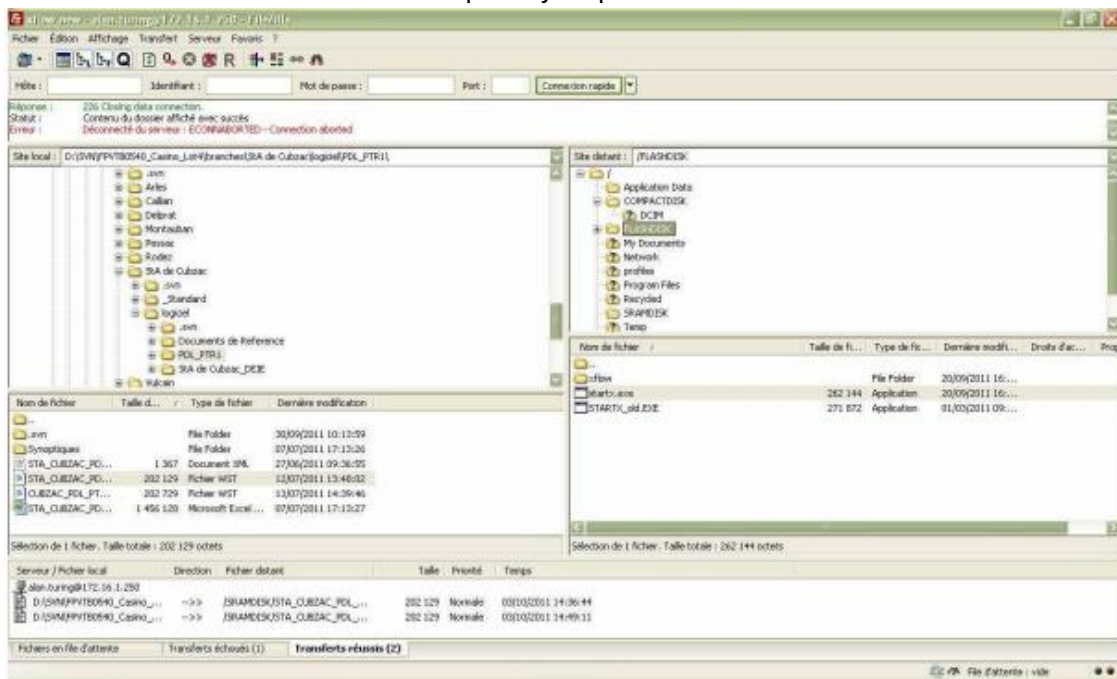 xflow new - alan.turing@172.16.1.250 - FileZilla
Fichier Édition Affichage Transfert Serveur Favoris ?
Hôte : Identifiant : Mot de passe : Port : Connexion rapide
Réponse : 226 Closing data connection.
Statut : Contenu du dossier affiché avec succès
Erreur : Déconnecté du serveur : ECONNABORTED - Connection aborted
Site local : D:\SVN\FPVTB0540_Casino_Lot4\branches\StA de Cubzac\logiciel\PDL_PTR1\
.svn
Arles
Callian
Delprat
Montauban
Pessac
Rodez
StA de Cubzac
.svn
_Standard
logiciel
.svn
Documents de Reference
PDL_PTR1
StA de Cubzac_DEIE
Vulcain
Site distant : /FLASHDISK
/
Application Data
COMPACTDISK
DCIM
FLASHDISK
My Documents
Network
profiles
Program Files
Recycled
SRAMDISK
Temp
Nom de fichier Taille d... Type de fichier Dernière modification
..
.svn File Folder 30/09/2011 10:13:59
Synoptiques File Folder 07/07/2011 17:13:26
STA_CUBZAC_PD... 1 367 Document XML 27/06/2011 09:36:55
STA_CUBZAC_PD... 202 129 Fichier WST 12/07/2011 13:48:02
CUBZAC_PDL_PT... 202 729 Fichier WST 13/07/2011 14:39:46
STA_CUBZAC_PD... 1 456 128 Microsoft Excel... 07/07/2011 17:13:27
Sélection de 1 fichier. Taille totale : 202 129 octets
Nom de fichier Taille de fi... Type de fic... Dernière modifi... Droits d'ac... Prop
..
xflow File Folder 20/09/2011 16:...
startx.exe 262 144 Application 20/09/2011 16:...
STARTX_old.EXE 271 872 Application 01/03/2011 09:...
Sélection de 1 fichier. Taille totale : 262 144 octets
Serveur / Fichier local Direction Fichier distant Taille Priorité Temps
alan.turing@172.16.1.250
D:\SVN\FPVTB0540_Casino_... -->> /SRAMDISK/STA_CUBZAC_PDL_... 202 129 Normale 03/10/2011 14:36:44
D:\SVN\FPVTB0540_Casino_... -->> /SRAMDISK/STA_CUBZAC_PDL_... 202 129 Normale 03/10/2011 14:49:11
Fichiers en file d'attente Transferts échoués (1) Transferts réussis (2)
File d'attente : vide